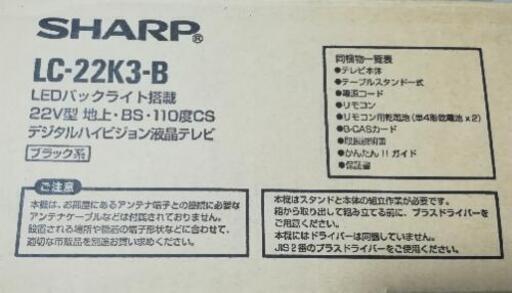 SHARP®
LC-22K3-B
LEDバックライト搭載
22V型 地上・BS・110度CS
デジタルハイビジョン液晶テレビ
ブラック系
同梱物一覧表
●テレビ本体
●テーブルスタンド一式
●電源コード
●リモコン
●リモコン用乾電池（単4形乾電池×2）
●B-CASカード
●取扱説明書
●かんたん!!ガイド
●保証書
ご注意
本機は、お部屋にあるアンテナ端子との接続に必要な
アンテナケーブルなどは付属されておりません。
設置される場所や機器の端子形状などに合わせて、
適切な市販品を別途お買い求めください。
本機はスタンドと本体の組立作業が必要です。
箱から取り出して組み立てる前に、プラスドライバーを
ご用意ください。
本機にはドライバーは同梱していません。
JIS2番のプラスドライバーをご使用ください。